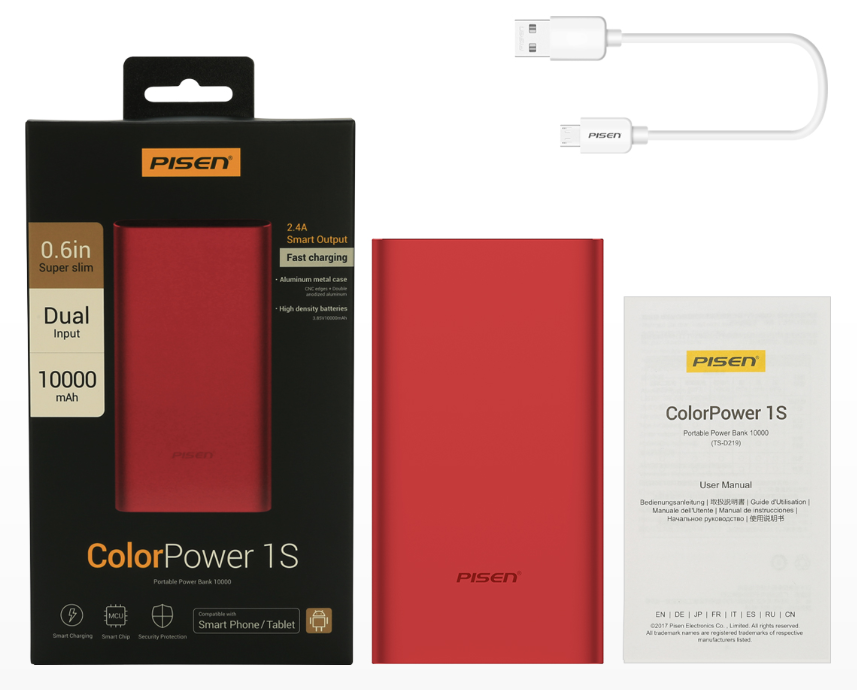 PISEN®
0.6in
Super slim
Dual
Input
10000
mAh
2.4A
Smart Output
Fast charging
• Aluminum metal case
CNC edges + Double
anodized aluminum
• High density batteries
3.85V10000mAh
PISEN
ColorPower 1S
Portable Power Bank 10000
Smart Charging
MCU
Smart Chip
Security Protection
Compatible with
Smart Phone/Tablet
PISEN®
PISEN
PISEN®
ColorPower 1S
Portable Power Bank 10000
(TS-D219)
User Manual
Bedienungsanleitung | 取扱説明書 | Guide d'Utilisation |
Manuale dell'Utente | Manual de instrucciones |
Начальное руководство | 使用说明书
EN | DE | JP | FR | IT | ES | RU | CN
©2017 Pisen Electronics Co. , Limited. All rights reserved.
All trademark names are registered trademarks of respective
manufacturers listed.